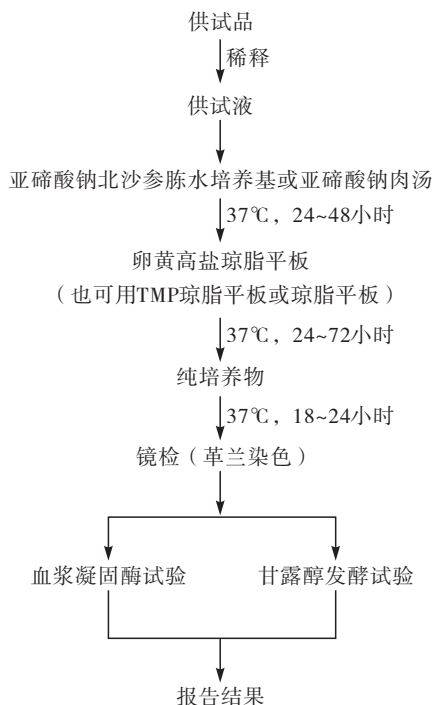 供试品
稀释
供试液
亚碲酸钠北沙参胨水培养基或亚碲酸钠肉汤
37℃，24~48小时
卵黄高盐琼脂平板
（也可用TMP琼脂平板或琼脂平板）
37℃，24~72小时
纯培养物
37℃，18~24小时
镜检（革兰染色）
血浆凝固酶试验
甘露醇发酵试验
报告结果